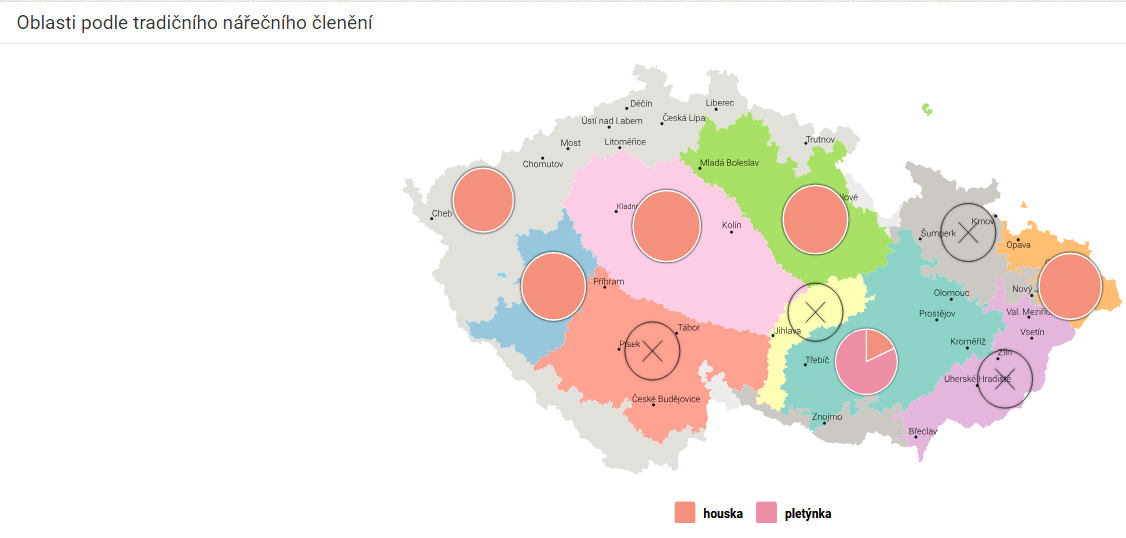 Oblasti podle tradičního nářečního členění
Děčín
Liberec
Ústí nad Labem
Česká Lípa
Most
Litoměřice
Trutnov
Chomutov
Mladá Boleslav
Cheb
Kladno
Kolín
Krnov
Šumperk
Opava
Příbram
Olomouc
Nový
Val. Meziříčí
Prostějov
Tábor
Jihlava
Vsetín
Písek
Kroměříž
Zlín
Třebíč
Uherské Hradiště
České Budějovice
Znojmo
Břeclav
houska
pletýnka